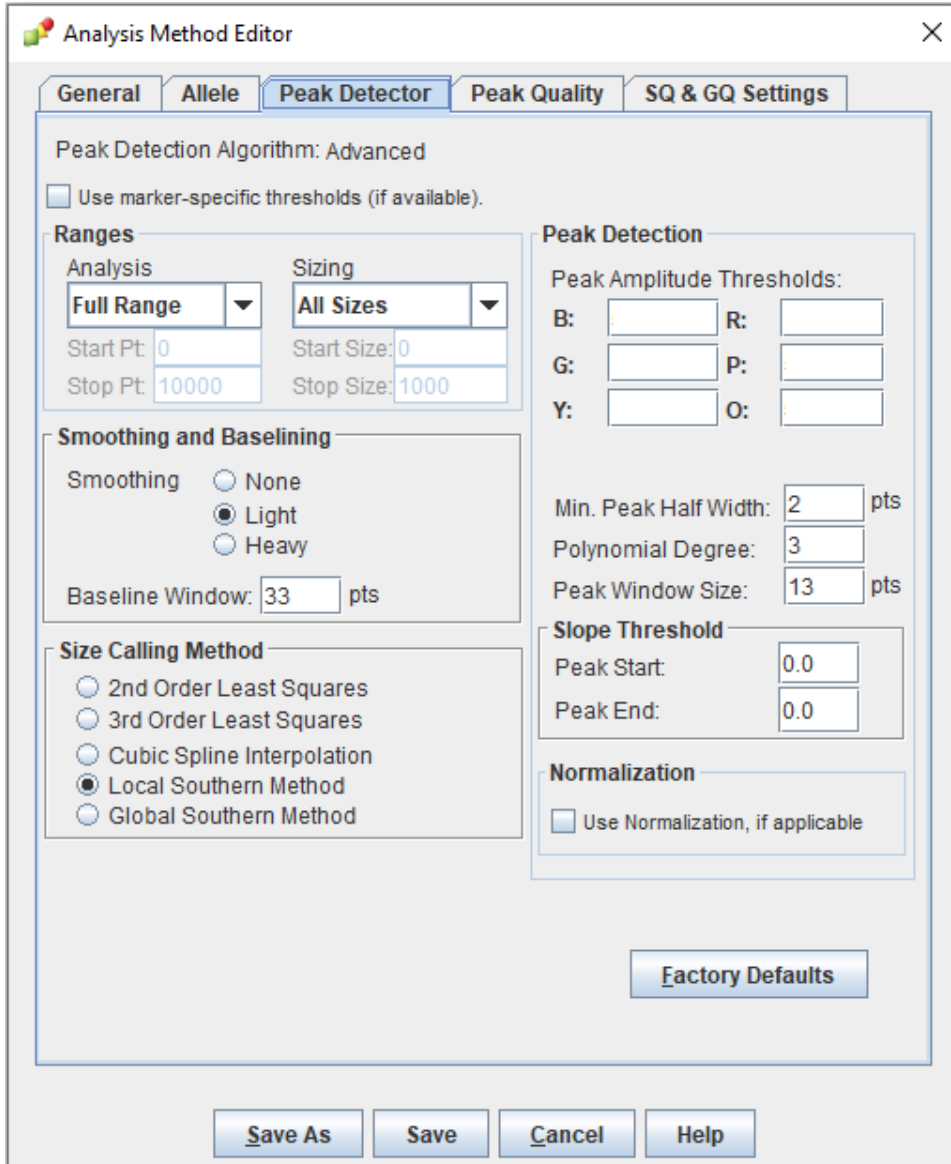 Analysis Method Editor
General Allele Peak Detector Peak Quality SQ & GQ Settings
Peak Detection Algorithm: Advanced
Use marker-specific thresholds (if available).
Ranges
Analysis Sizing
Full Range All Sizes
Start Pt: 0 Start Size: 0
Stop Pt: 10000 Stop Size: 1000
Smoothing and Baselining
Smoothing None
Light
Heavy
Baseline Window: 33 pts
Size Calling Method
2nd Order Least Squares
3rd Order Least Squares
Cubic Spline Interpolation
Local Southern Method
Global Southern Method
Peak Detection
Peak Amplitude Thresholds:
B: R:
G: P:
Y: O:
Min. Peak Half Width: 2 pts
Polynomial Degree: 3
Peak Window Size: 13 pts
Slope Threshold
Peak Start: 0.0
Peak End: 0.0
Normalization
Use Normalization, if applicable
Factory Defaults
Save As Save Cancel Help